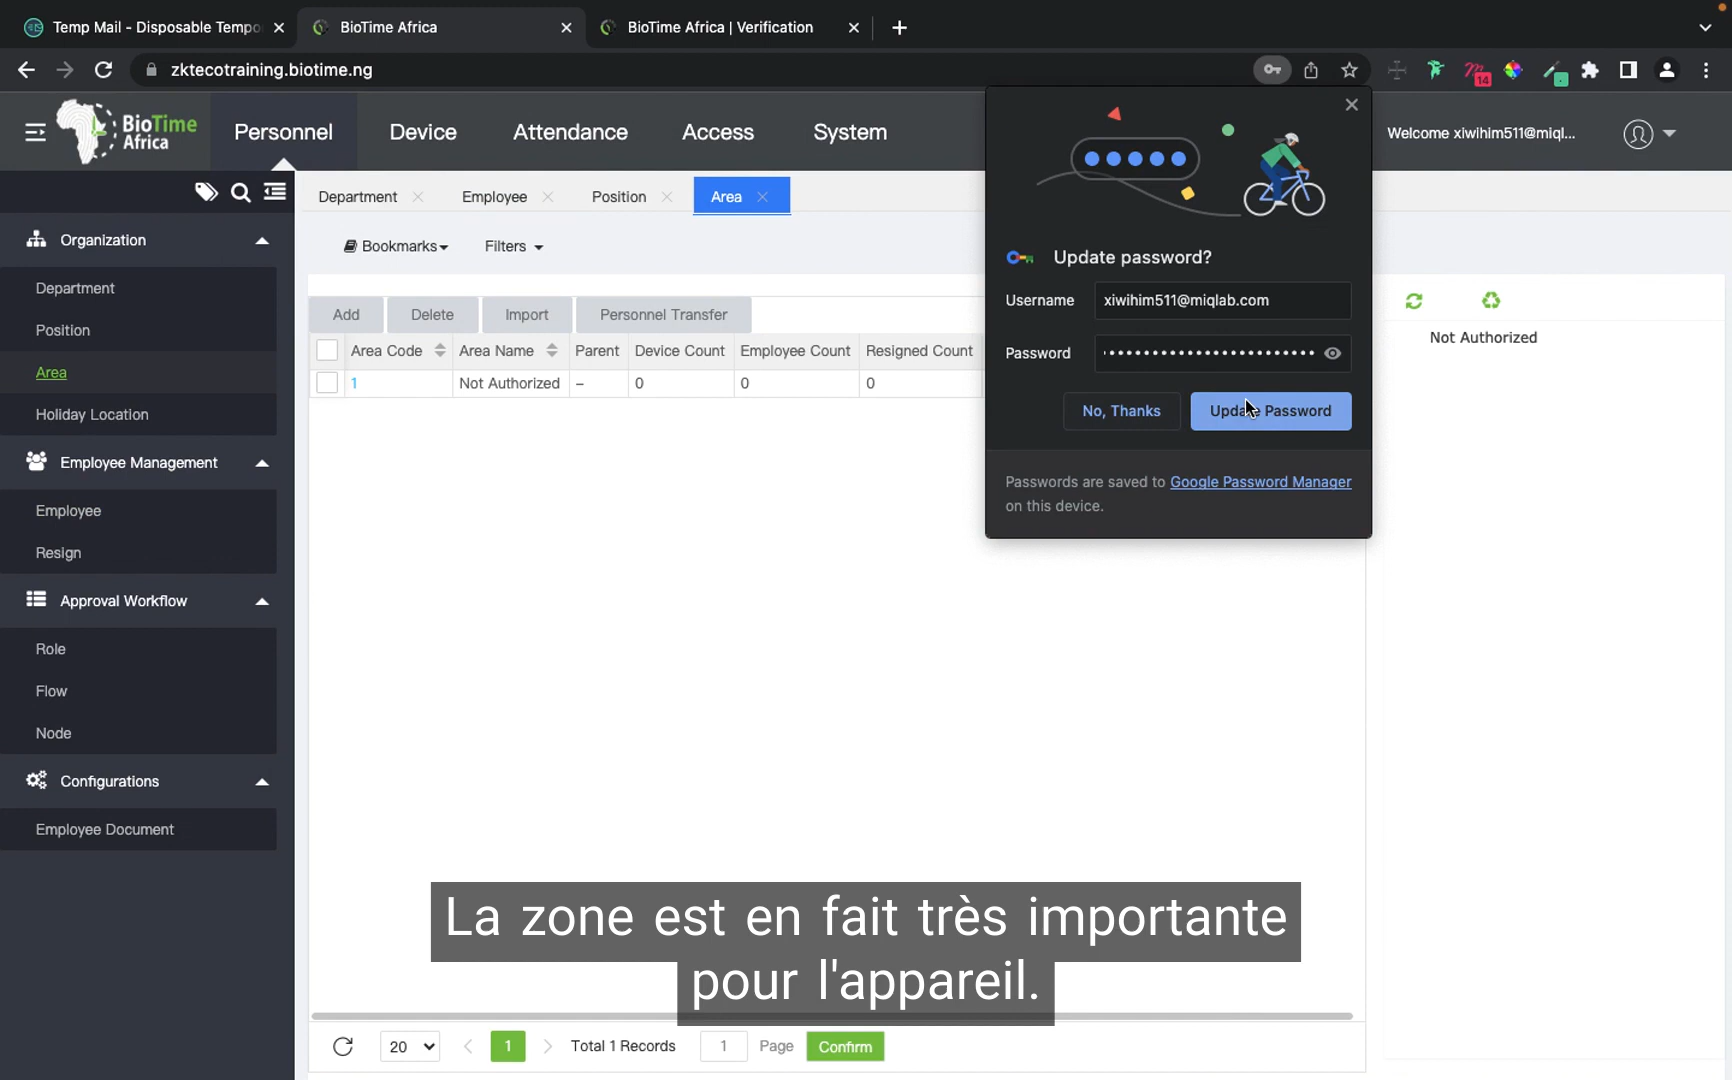 Temp Mail - Disposable Tempo
BioTime Africa
BioTime Africa | Verification
zktecotraining.biotime.ng
14
BioTime
Africa
Personnel
Device
Attendance
Access
System
Welcome xiwihim511@miql...
Department
Employee
Position
Area
Bookmarks
Filters
Organization
Department
Position
Area
Holiday Location
Employee Management
Employee
Resign
Approval Workflow
Role
Flow
Node
Configurations
Employee Document
Add Delete Import Personnel Transfer
Area Code Area Name Parent Device Count Employee Count Resigned Count
1 Not Authorized - 0 0 0
Update password?
Username xiwihim511@miqlab.com
Password ••••••••••••••••••••••••••
No, Thanks Update Password
Passwords are saved to Google Password Manager
on this device.
Not Authorized
La zone est en fait très importante
pour l'appareil.
20 1 Total 1 Records 1 Page Confirm